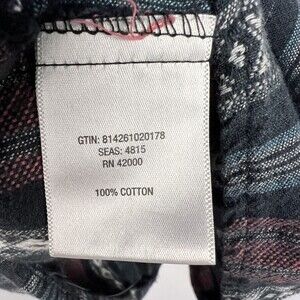 GTIN: 814261020178
SEAS: 4815
RN 42000
100% COTTON